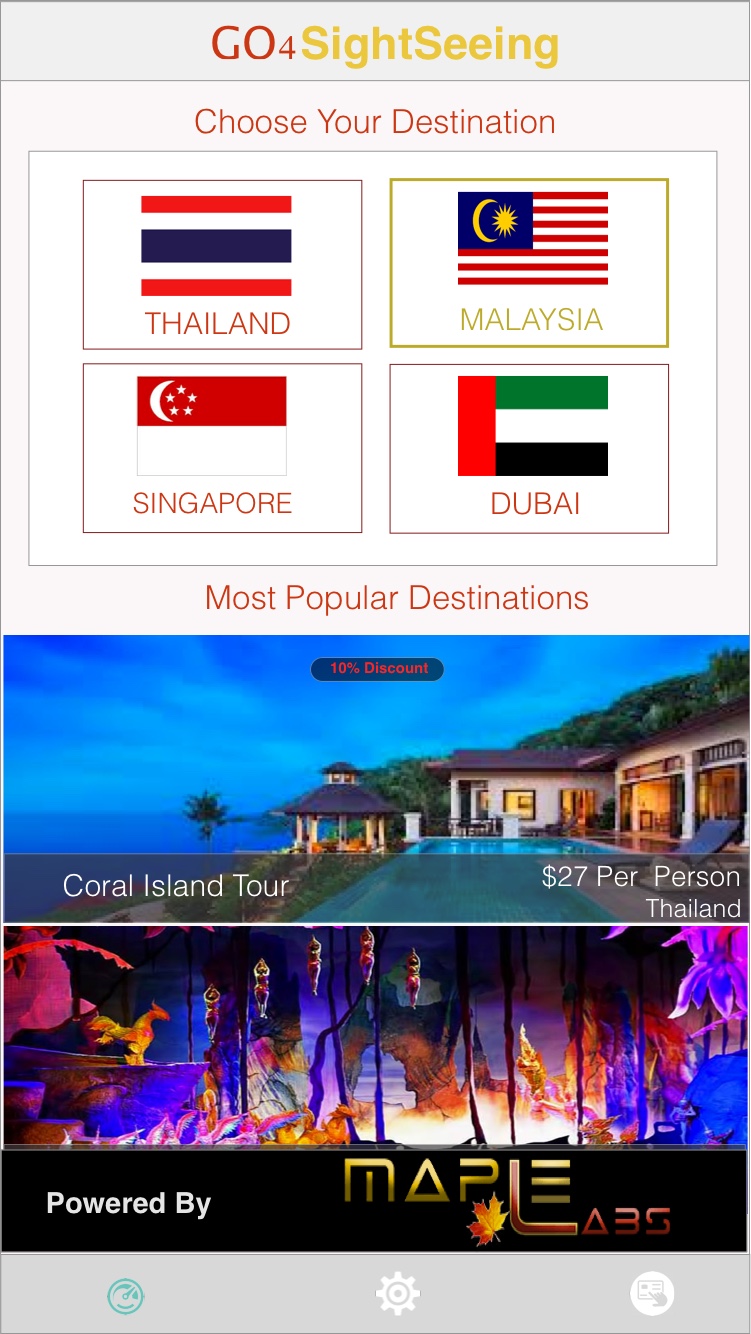 GO4SightSeeing
Choose Your Destination
THAILAND
MALAYSIA
SINGAPORE
DUBAI
Most Popular Destinations
10% Discount
Coral Island Tour
$27 Per Person
Thailand
Powered By
MAPLE LABS